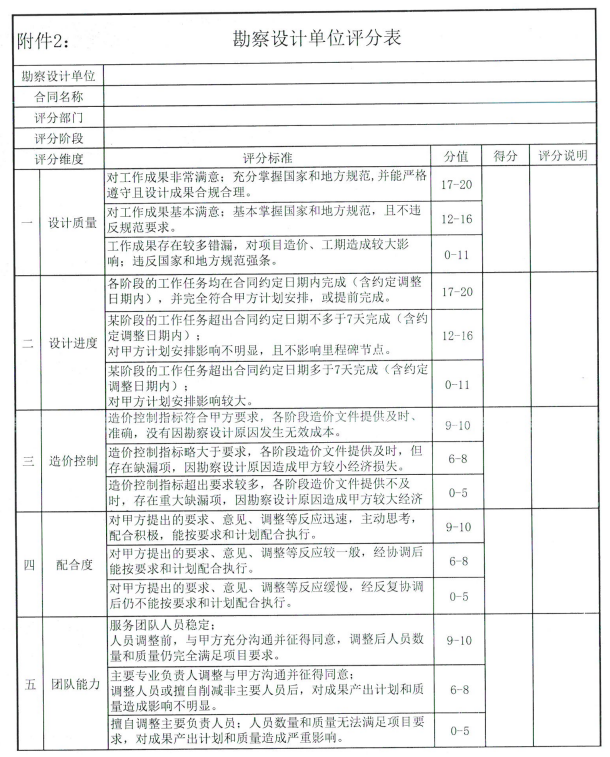 附件2：
勘察设计单位评分表
勘察设计单位
合同名称
评分部门
评分阶段
评分维度 评分标准 分值 得分 评分说明
一 设计质量
对工作成果非常满意；充分掌握国家和地方规范,并能严格
遵守且设计成果合规合理。
17-20
对工作成果基本满意；基本掌握国家和地方规范，且不违
反规范要求。
12-16
工作成果存在较多错漏，对项目造价、工期造成较大影
响；违反国家和地方规范强条。
0-11
二 设计进度
各阶段的工作任务均在合同约定日期内完成（含约定调整
日期内），并完全符合甲方计划安排，或提前完成。
17-20
某阶段的工作任务超出合同约定日期不多于7天完成（含约
定调整日期内）；
对甲方计划安排影响不明显，且不影响里程碑节点。
12-16
某阶段的工作任务超出合同约定日期多于7天完成（含约定
调整日期内）；
对甲方计划安排影响较大。
0-11
三 造价控制
造价控制指标符合甲方要求，各阶段造价文件提供及时、
准确，没有因勘察设计原因发生无效成本。
9-10
造价控制指标略大于要求，各阶段造价文件提供及时，但
存在缺漏项，因勘察设计原因造成甲方较小经济损失。
6-8
造价控制指标超出要求较多，各阶段造价文件提供不及
时，存在重大缺漏项，因勘察设计原因造成甲方较大经济
0-5
四 配合度
对甲方提出的要求、意见、调整等反应迅速，主动思考，
配合积极，能按要求和计划配合执行。
9-10
对甲方提出的要求、意见、调整等反应较一般，经协调后
能按要求和计划配合执行。
6-8
对甲方提出的要求、意见、调整等反应缓慢，经反复协调
后仍不能按要求和计划配合执行。
0-5
五 团队能力
服务团队人员稳定；
人员调整前，与甲方充分沟通并征得同意，调整后人员数
量和质量仍完全满足项目要求。
9-10
主要专业负责人调整与甲方沟通并征得同意；
调整人员或擅自削减非主要人员后，对成果产出计划和质
量造成影响不明显。
6-8
擅自调整主要负责人员；人员数量和质量无法满足项目要
求，对成果产出计划和质量造成严重影响。
0-5